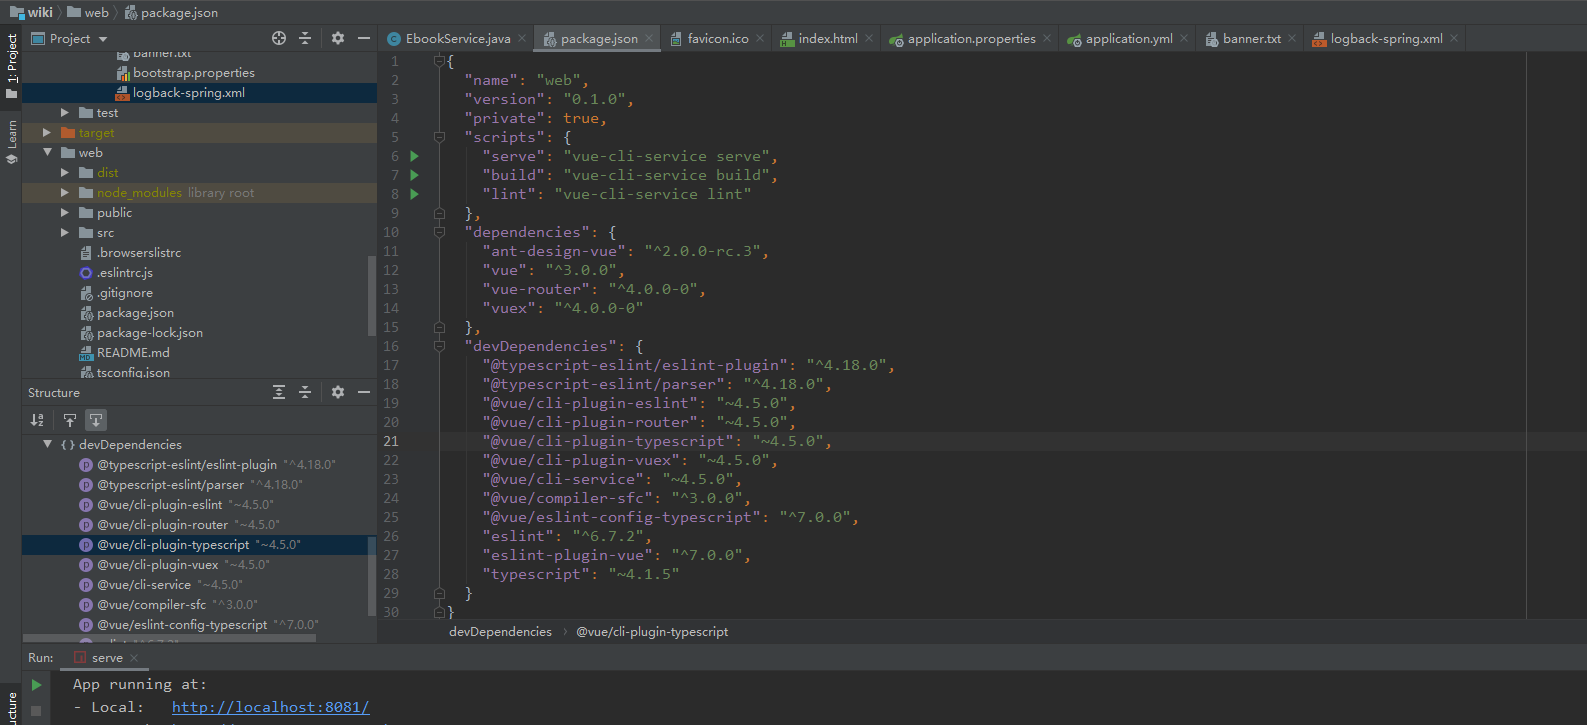 wiki web package.json
1: Project
Learn
Project
banner.txt
bootstrap.properties
logback-spring.xml
test
target
web
dist
node_modules library root
public
src
.browserslistrc
.eslintrc.js
.gitignore
package.json
package-lock.json
README.md
tsconfig.json
Structure
devDependencies
@typescript-eslint/eslint-plugin "^4.18.0"
@typescript-eslint/parser "^4.18.0"
@vue/cli-plugin-eslint "~4.5.0"
@vue/cli-plugin-router "~4.5.0"
@vue/cli-plugin-typescript "~4.5.0"
@vue/cli-plugin-vuex "~4.5.0"
@vue/cli-service "~4.5.0"
@vue/compiler-sfc "^3.0.0"
@vue/eslint-config-typescript "^7.0.0"
EbookService.java package.json favicon.ico index.html application.properties application.yml banner.txt logback-spring.xml
1 {
2 "name": "web",
3 "version": "0.1.0",
4 "private": true,
5 "scripts": {
6 "serve": "vue-cli-service serve",
7 "build": "vue-cli-service build",
8 "lint": "vue-cli-service lint"
9 },
10 "dependencies": {
11 "ant-design-vue": "^2.0.0-rc.3",
12 "vue": "^3.0.0",
13 "vue-router": "^4.0.0-0",
14 "vuex": "^4.0.0-0"
15 },
16 "devDependencies": {
17 "@typescript-eslint/eslint-plugin": "^4.18.0",
18 "@typescript-eslint/parser": "^4.18.0",
19 "@vue/cli-plugin-eslint": "~4.5.0",
20 "@vue/cli-plugin-router": "~4.5.0",
21 "@vue/cli-plugin-typescript": "~4.5.0",
22 "@vue/cli-plugin-vuex": "~4.5.0",
23 "@vue/cli-service": "~4.5.0",
24 "@vue/compiler-sfc": "^3.0.0",
25 "@vue/eslint-config-typescript": "^7.0.0",
26 "eslint": "^6.7.2",
27 "eslint-plugin-vue": "^7.0.0",
28 "typescript": "~4.1.5"
29 }
30 }
devDependencies @vue/cli-plugin-typescript
Run: serve
App running at:
- Local: http://localhost:8081/